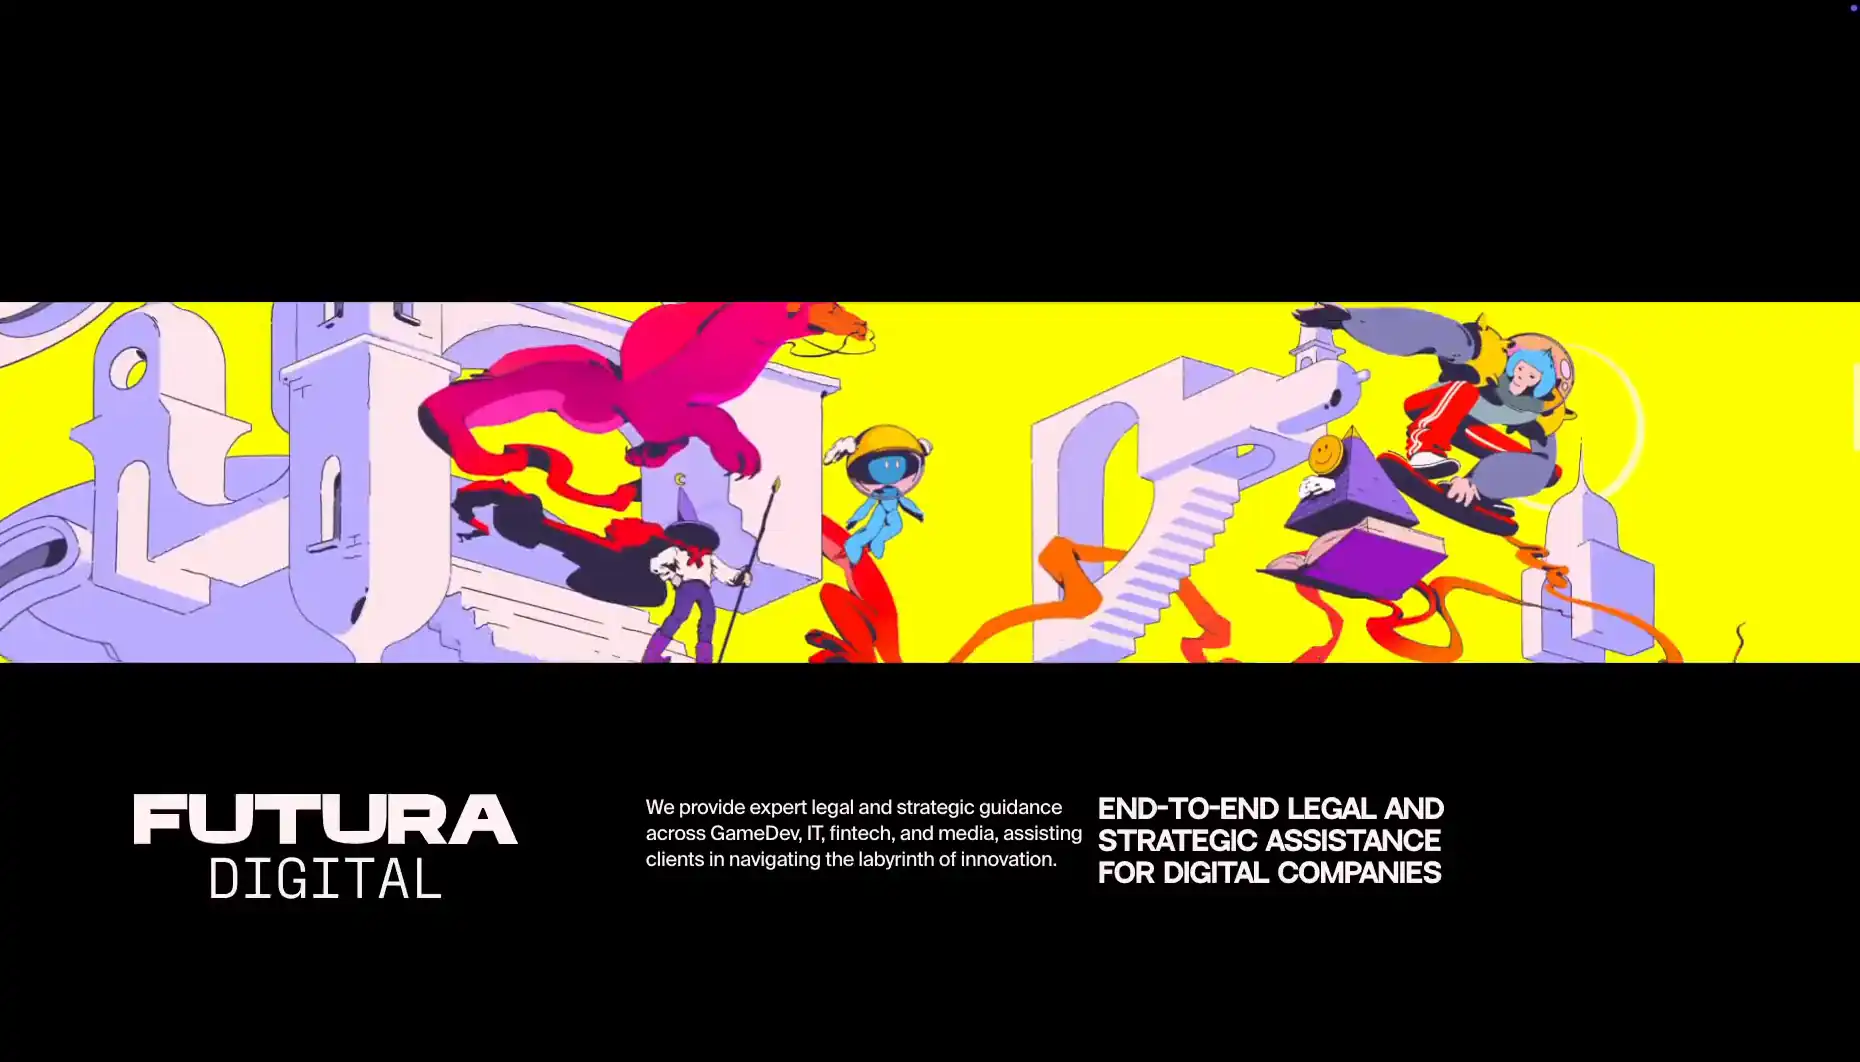 FUTURA
DIGITAL
We provide expert legal and strategic guidance
across GameDev, IT, fintech, and media, assisting
clients in navigating the labyrinth of innovation.
END-TO-END LEGAL AND
STRATEGIC ASSISTANCE
FOR DIGITAL COMPANIES